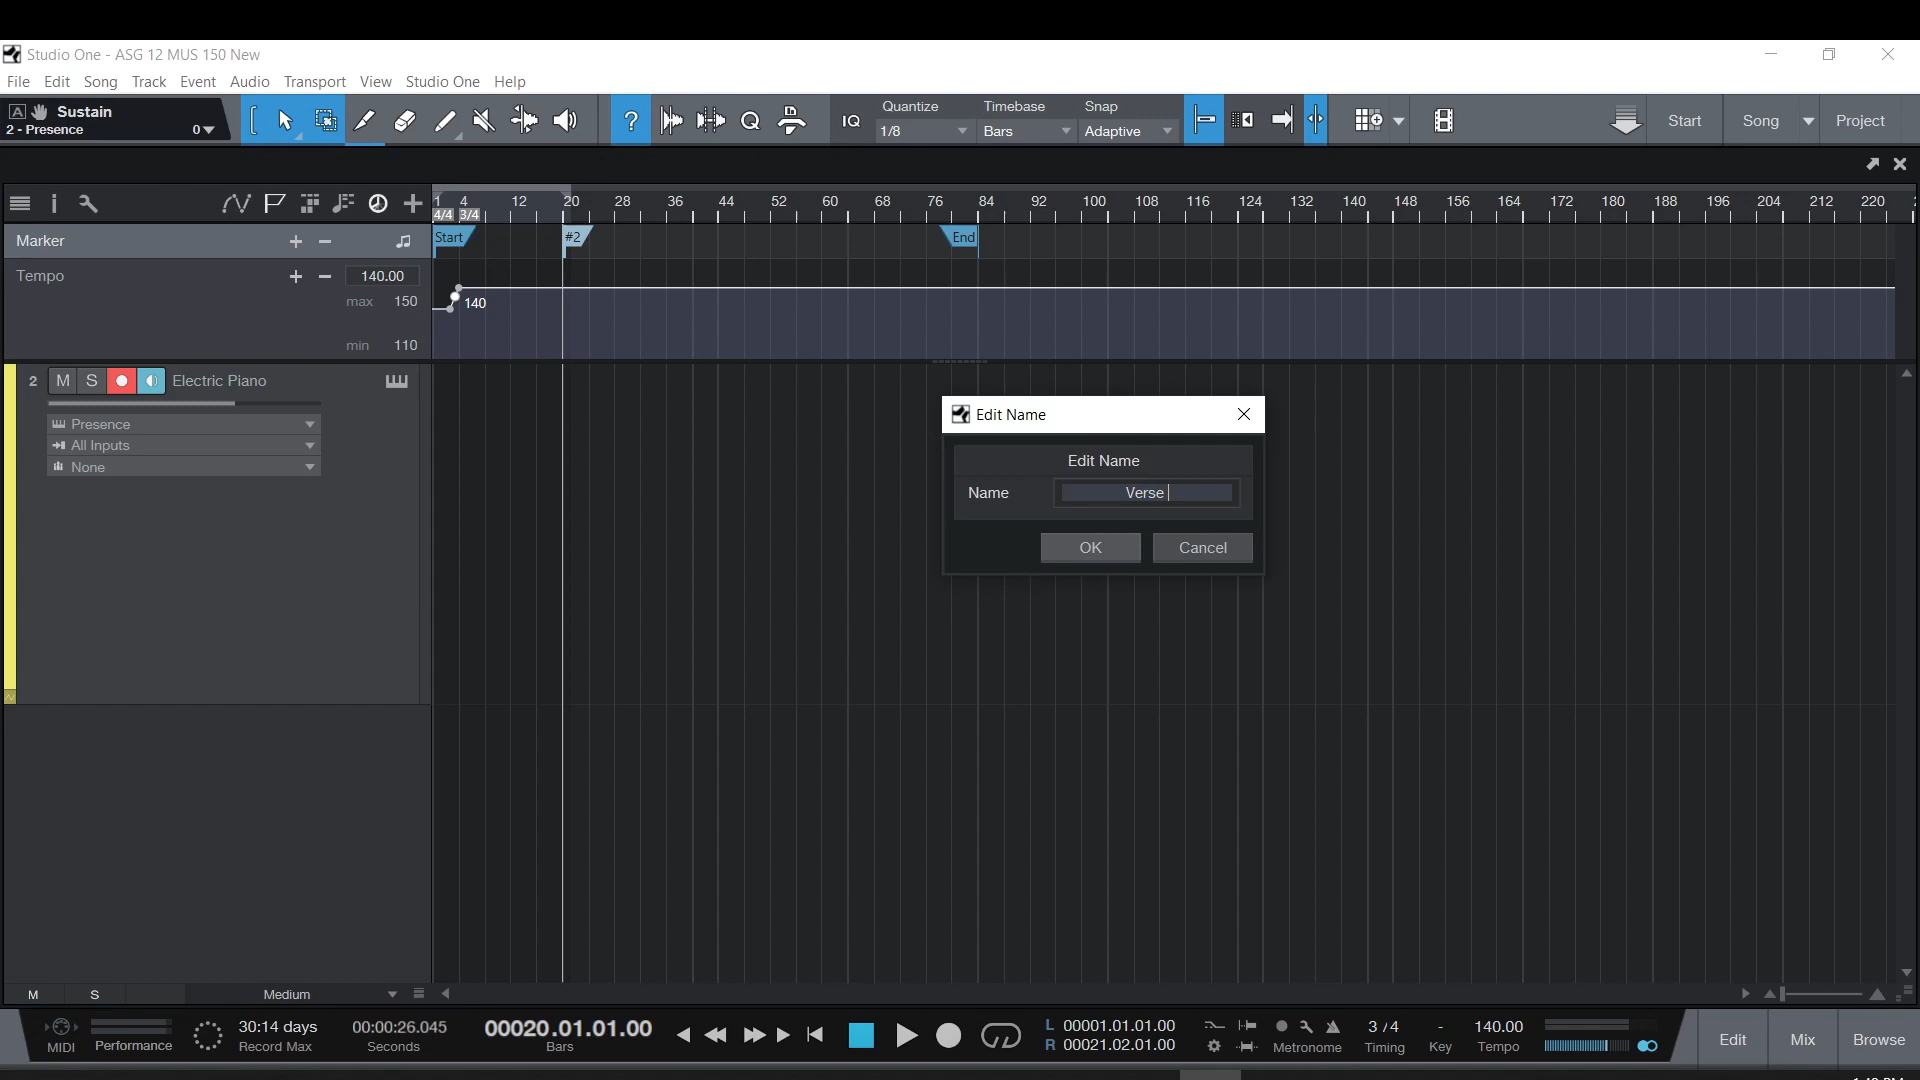 Studio One - ASG 12 MUS 150 New
File Edit Song Track Event Audio Transport View Studio One Help
A Sustain
2 - Presence 0
IQ
Quantize
1/8
Timebase
Bars
Snap
Adaptive
Start Song Project
1 4 12 20 28 36 44 52 60 68 76 84 92 100 108 116 124 132 140 148 156 164 172 180 188 196 204 212 220
4/4 3/4
Marker
Start #2 End
Tempo 140.00
max 150
140
min 110
2 M S Electric Piano
Presence
All Inputs
None
Edit Name
Edit Name
Name Verse
OK Cancel
M S Medium
MIDI
Performance
30:14 days
Record Max
00:00:26.045
Seconds
00020.01.01.00
Bars
L 00001.01.01.00
R 00021.02.01.00
Metronome
3 / 4
Timing
-
Key
140.00
Tempo
Edit Mix Browse